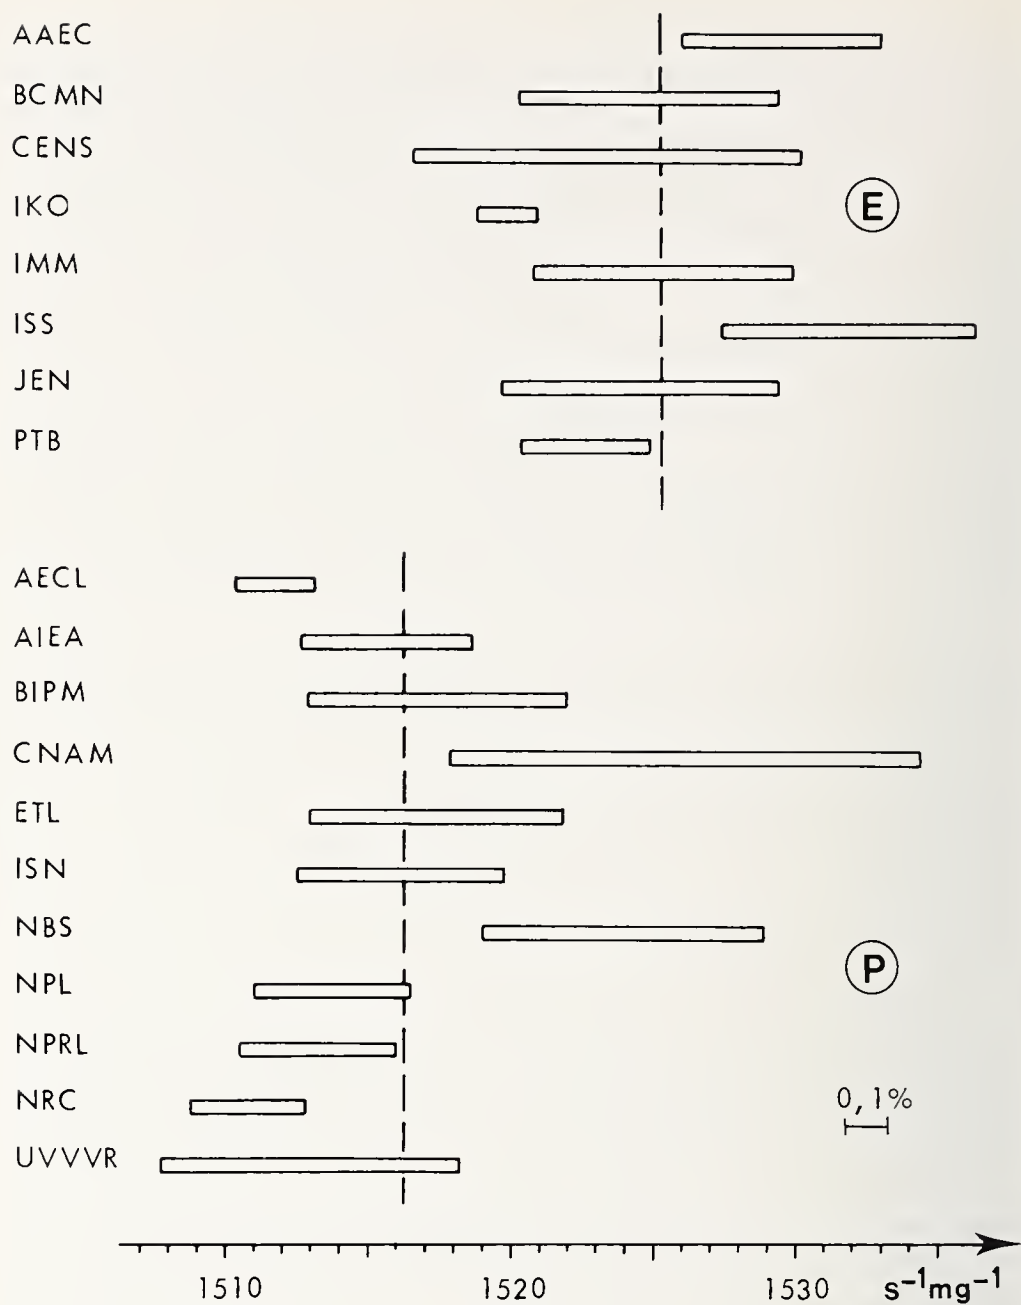 AAEC
BCMN
CENS
IKO
E
IMM
ISS
JEN
PTB
AECL
AIEA
BIPM
CNAM
ETL
ISN
NBS
P
NPL
NPRL
NRC
0,1%
UVVVR
1510 1520 1530 s⁻¹mg⁻¹